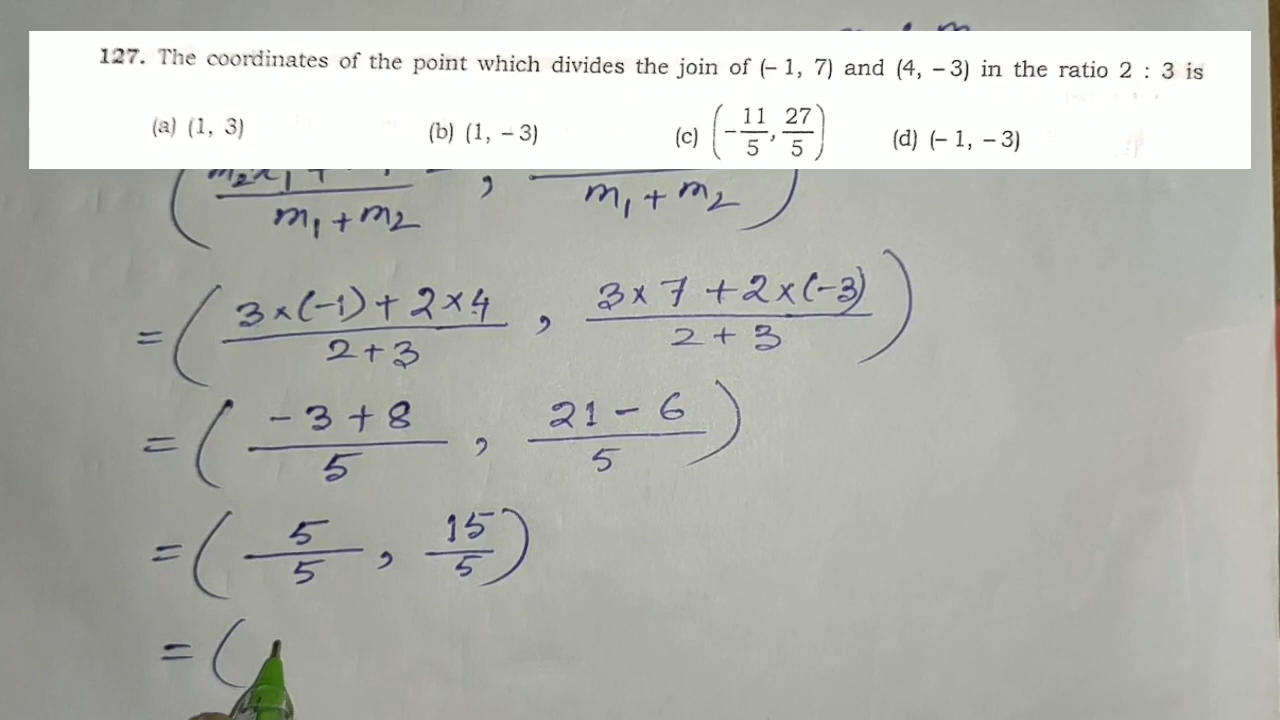 127. The coordinates of the point which divides the join of (– 1, 7) and (4, – 3) in the ratio 2 : 3 is
(a) (1, 3) (b) (1, – 3) (c) (-11/5, 27/5) (d) (– 1, – 3)
m₁+m₂ , m₁+m₂ )
= ( 3×(-1)+2×4 / 2+3 , 3×7+2×(-3) / 2+3 )
= ( -3+8 / 5 , 21-6 / 5 )
= ( 5/5 , 15/5 )
= (